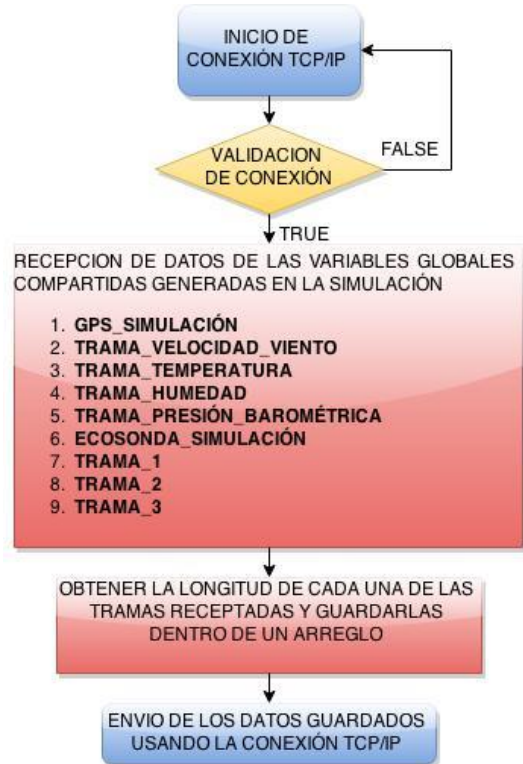 INICIO DE
CONEXIÓN TCP/IP
VALIDACION
DE CONEXIÓN
FALSE
TRUE
RECEPCION DE DATOS DE LAS VARIABLES GLOBALES
COMPARTIDAS GENERADAS EN LA SIMULACIÓN
1. GPS_SIMULACIÓN
2. TRAMA_VELOCIDAD_VIENTO
3. TRAMA_TEMPERATURA
4. TRAMA_HUMEDAD
5. TRAMA_PRESIÓN_BAROMÉTRICA
6. ECOSONDA_SIMULACIÓN
7. TRAMA_1
8. TRAMA_2
9. TRAMA_3
OBTENER LA LONGITUD DE CADA UNA DE LAS
TRAMAS RECEPTADAS Y GUARDARLAS
DENTRO DE UN ARREGLO
ENVIO DE LOS DATOS GUARDADOS
USANDO LA CONEXIÓN TCP/IP